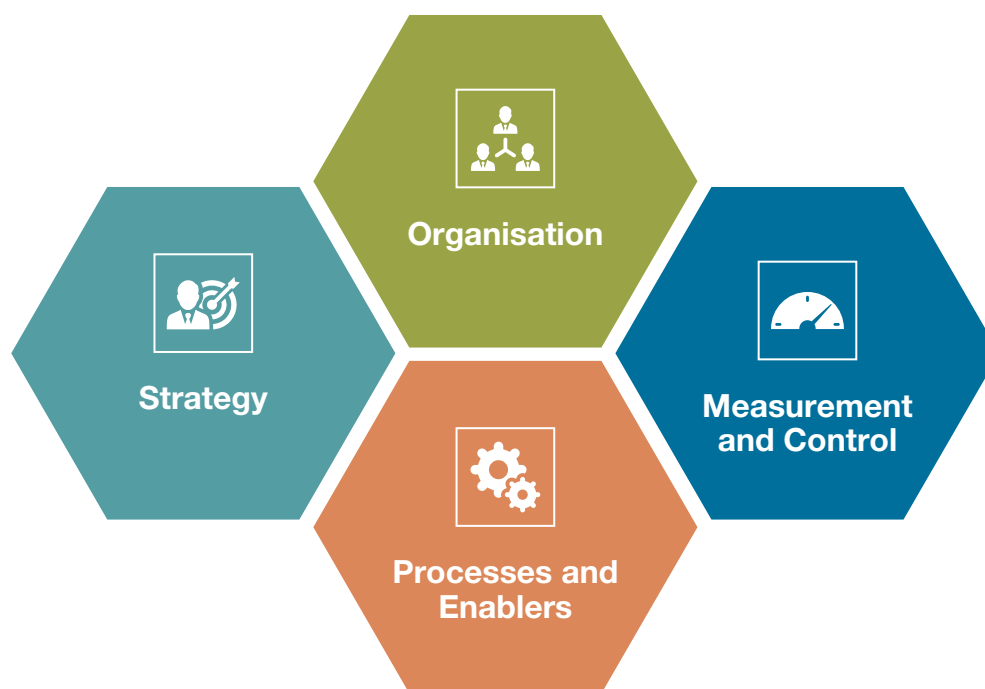 Organisation
Strategy
Measurement
and Control
Processes and
Enablers